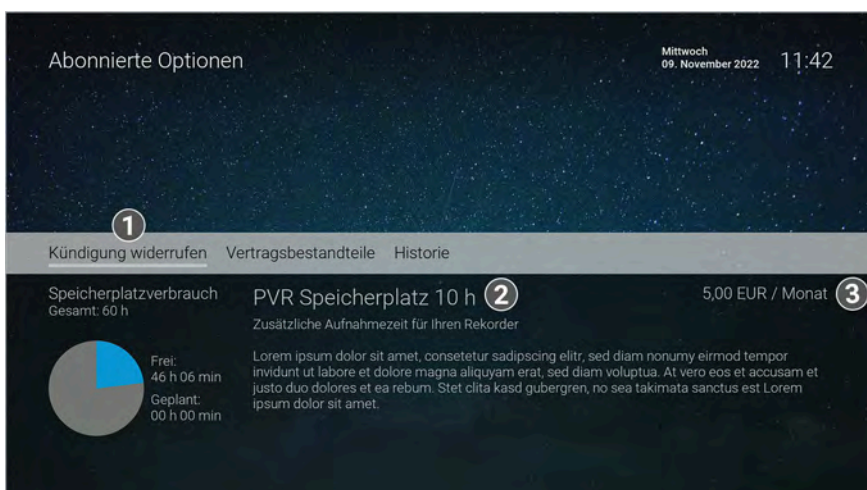 Abonnierte Optionen
Mittwoch
09. November 2022
11:42
1
Kündigung widerrufen Vertragsbestandteile Historie
Speicherplatzverbrauch
Gesamt: 60 h
Frei:
46 h 06 min
Geplant:
00 h 00 min
PVR Speicherplatz 10 h 2
5,00 EUR / Monat 3
Zusätzliche Aufnahmezeit für Ihren Rekorder
Lorem ipsum dolor sit amet, consetetur sadipscing elitr, sed diam nonumy eirmod tempor
invidunt ut labore et dolore magna aliquyam erat, sed diam voluptua. At vero eos et accusam et
justo duo dolores et ea rebum. Stet clita kasd gubergren, no sea takimata sanctus est Lorem
ipsum dolor sit amet.